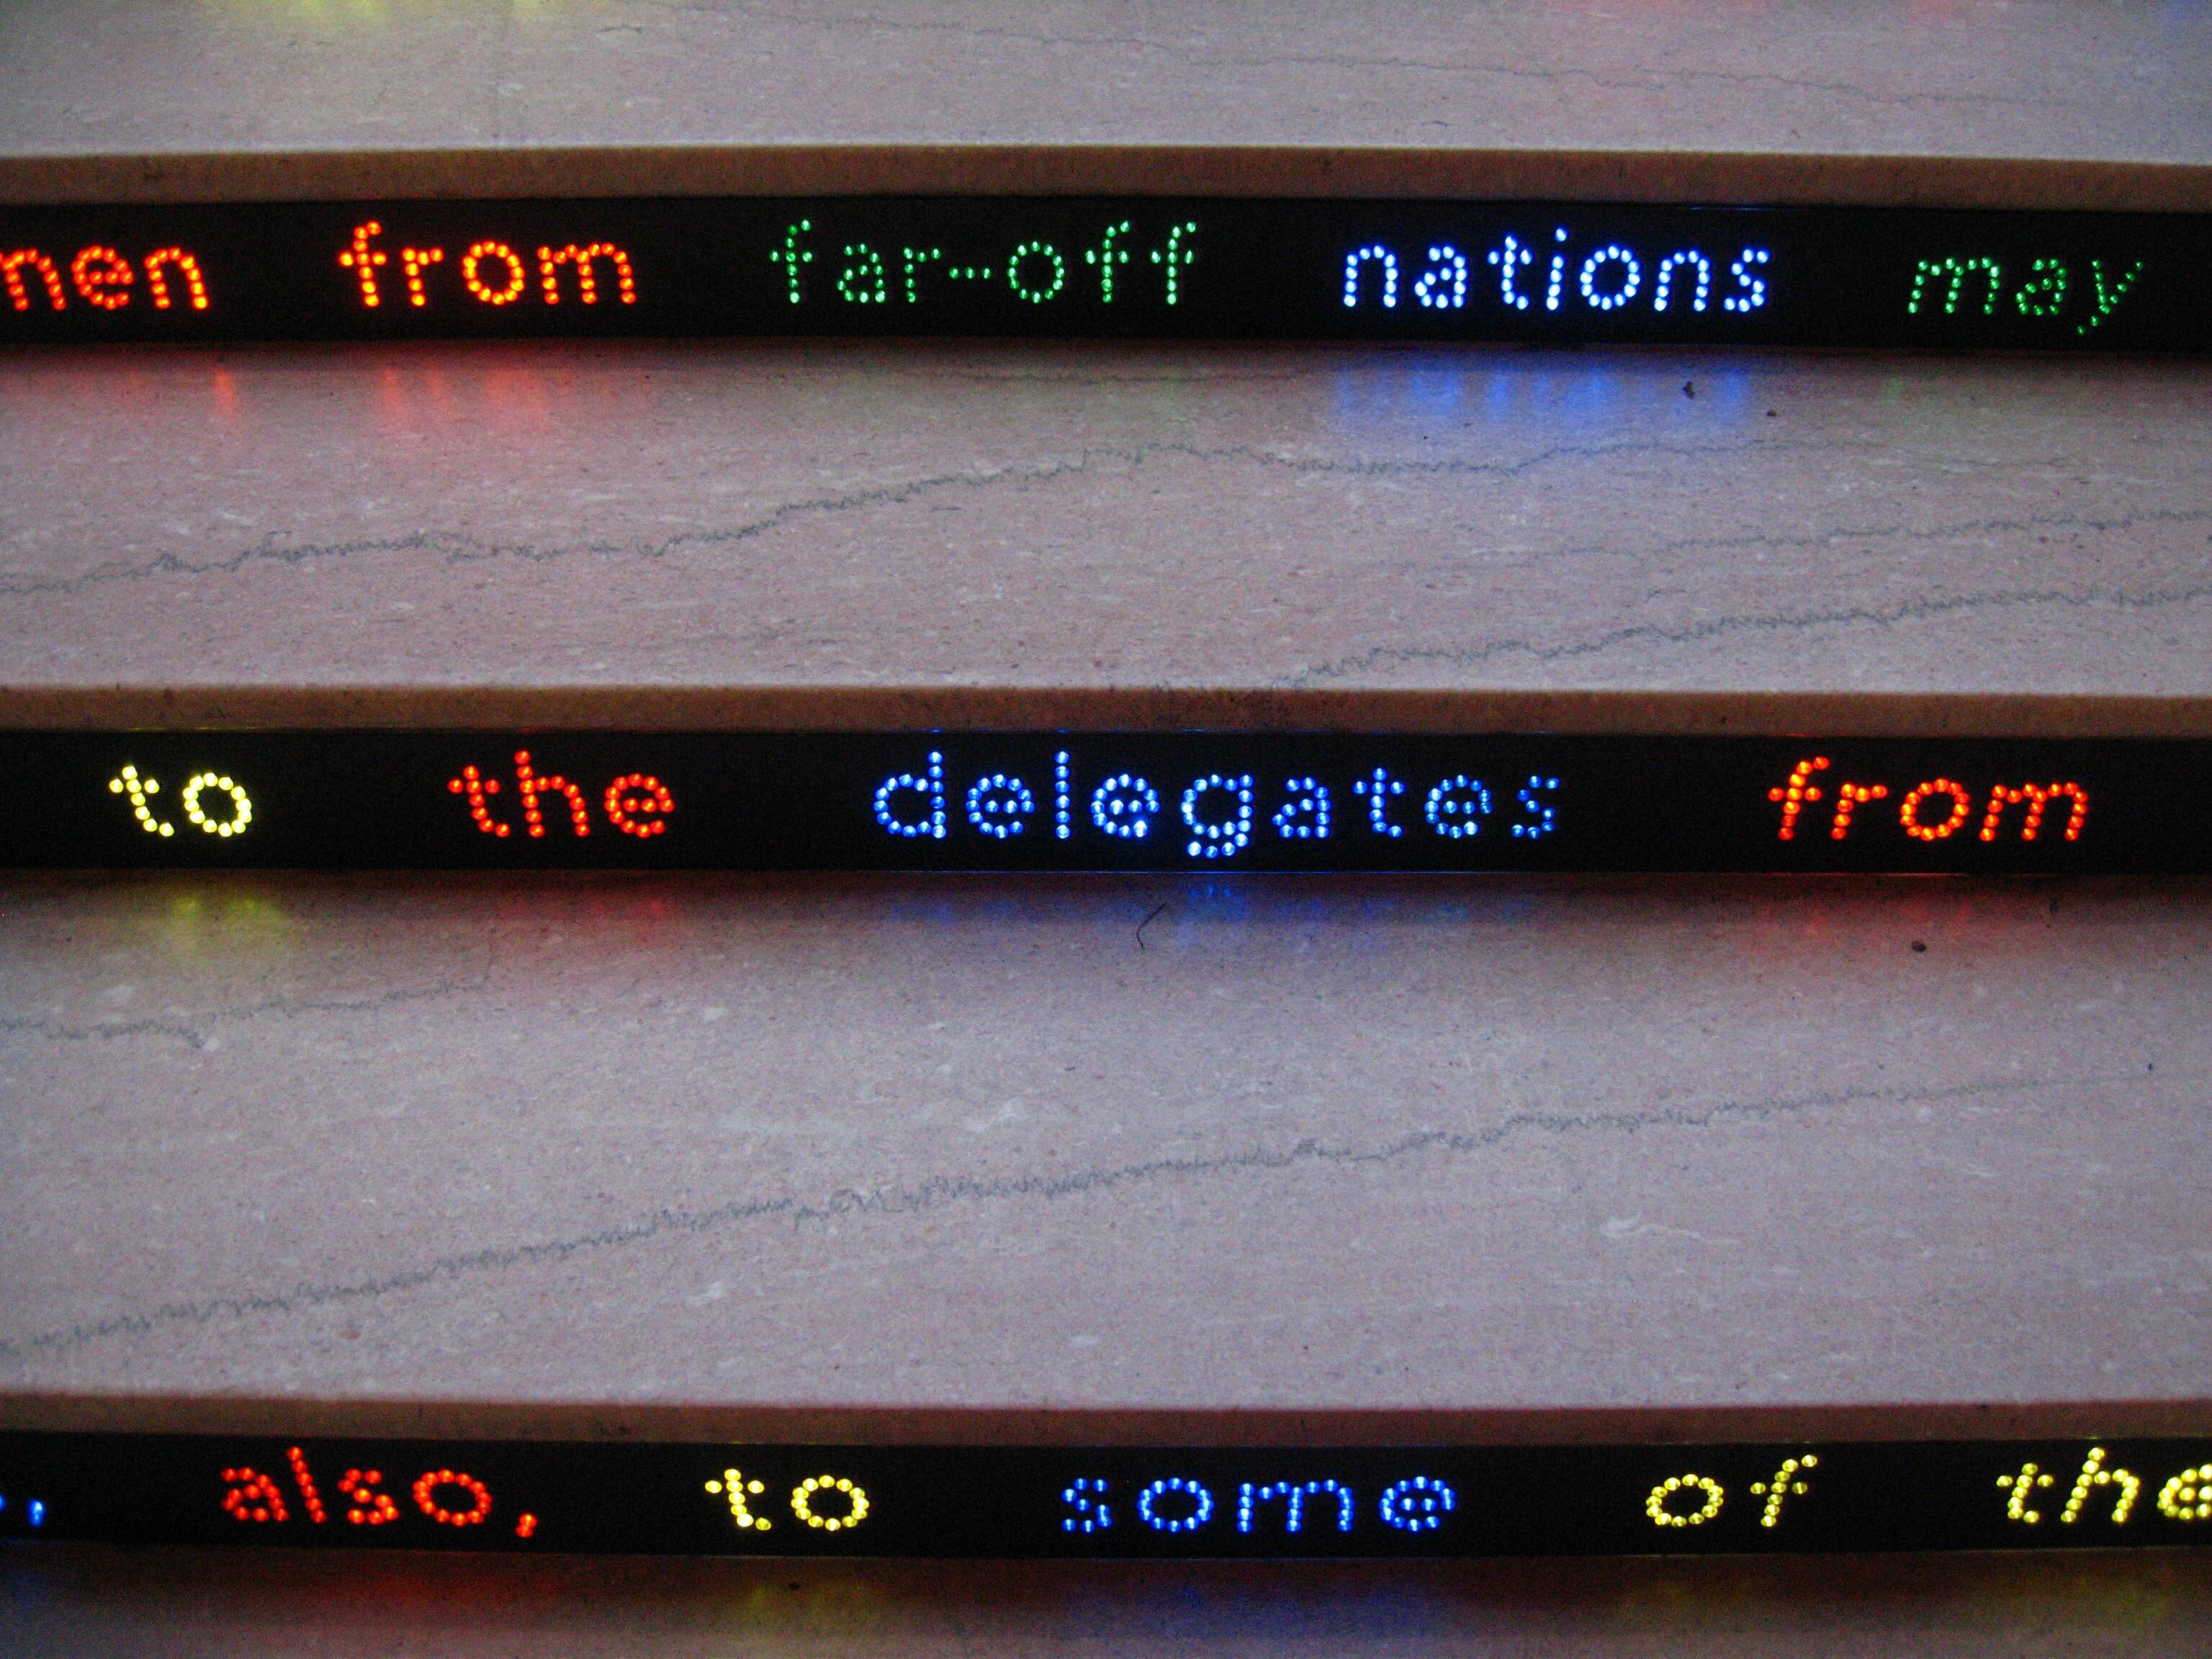 men from far-off nations may
to the delegates from
, also, to some of the